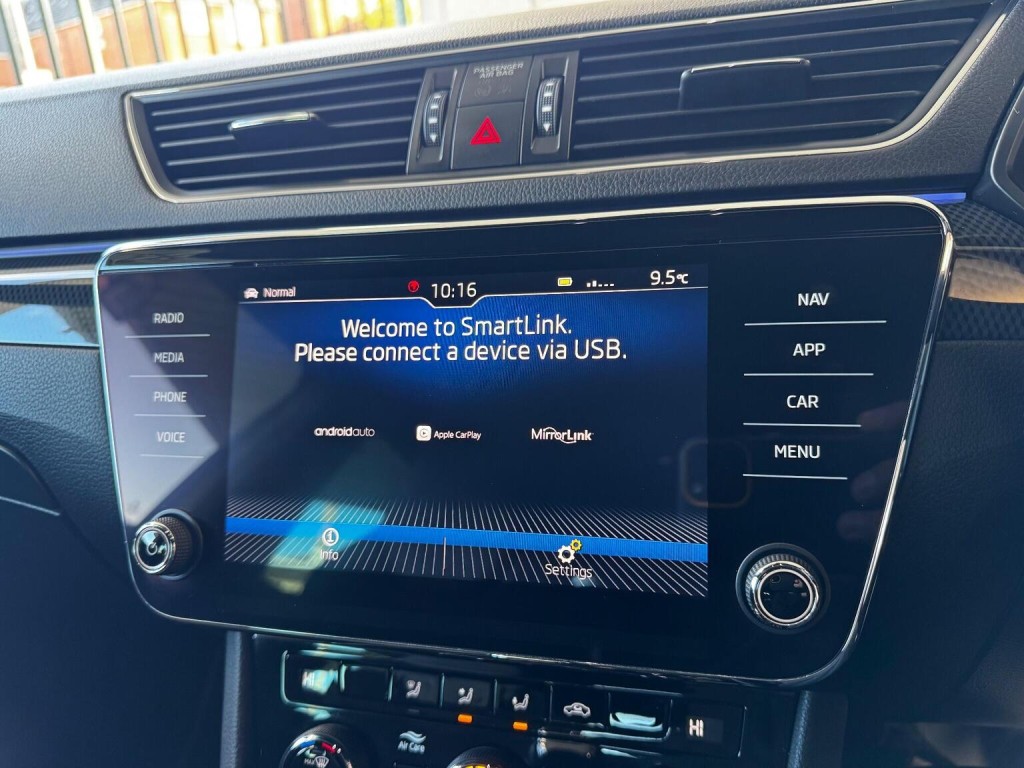 PASSENGER
AIR BAG
Normal
10:16
9.5°C
Welcome to SmartLink.
Please connect a device via USB.
androidauto
Apple CarPlay
MirrorLink
Info
Settings
RADIO
MEDIA
PHONE
VOICE
NAV
APP
CAR
MENU
HI
HI
Air Care
MAX